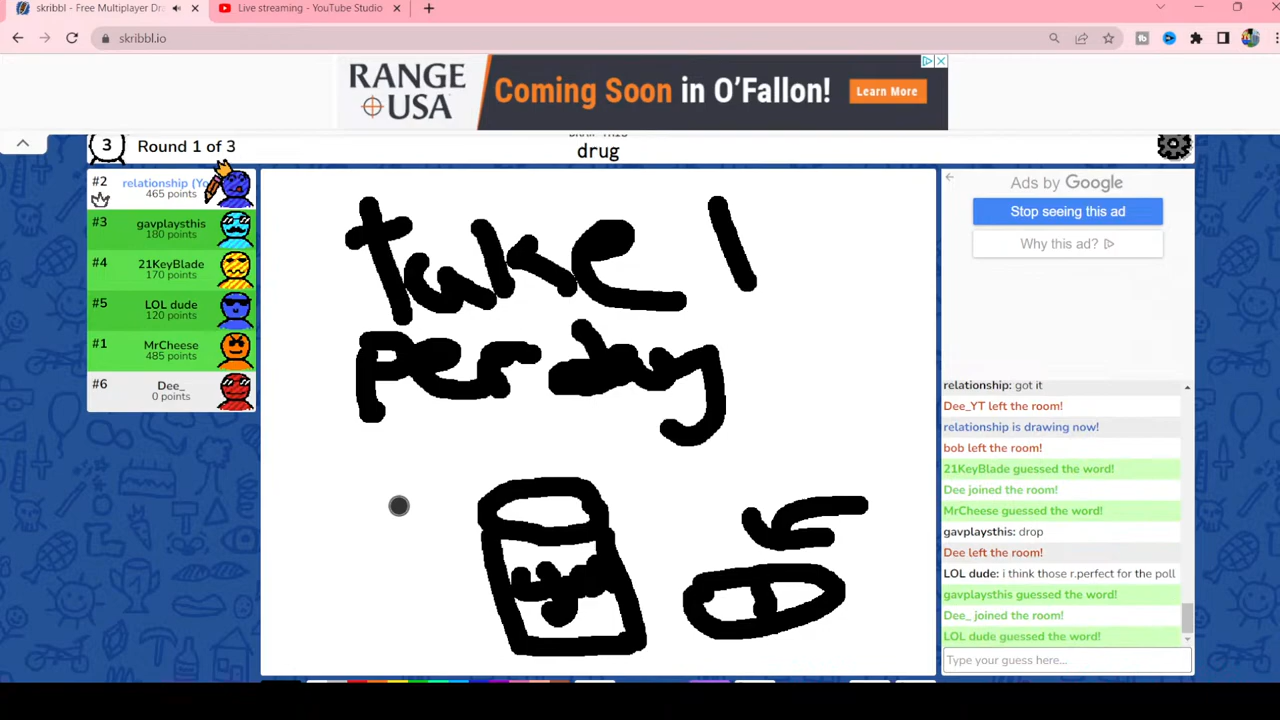 skribbl - Free Multiplayer Dra
Live streaming - YouTube Studio
skribbl.io
RANGE
USA
Coming Soon in O'Fallon!
Learn More
3
Round 1 of 3
DRAW THIS
drug
#2
relationship (Yo
465 points
#3
gavplaysthis
180 points
#4
21KeyBlade
170 points
#5
LOL dude
120 points
#1
MrCheese
485 points
#6
Dee_
0 points
take 1
per day
Ads by Google
Stop seeing this ad
Why this ad?
relationship: got it
Dee_YT left the room!
relationship is drawing now!
bob left the room!
21KeyBlade guessed the word!
Dee joined the room!
MrCheese guessed the word!
gavplaysthis: drop
Dee left the room!
LOL dude: i think those r.perfect for the poll
gavplaysthis guessed the word!
Dee_ joined the room!
LOL dude guessed the word!
Type your guess here...